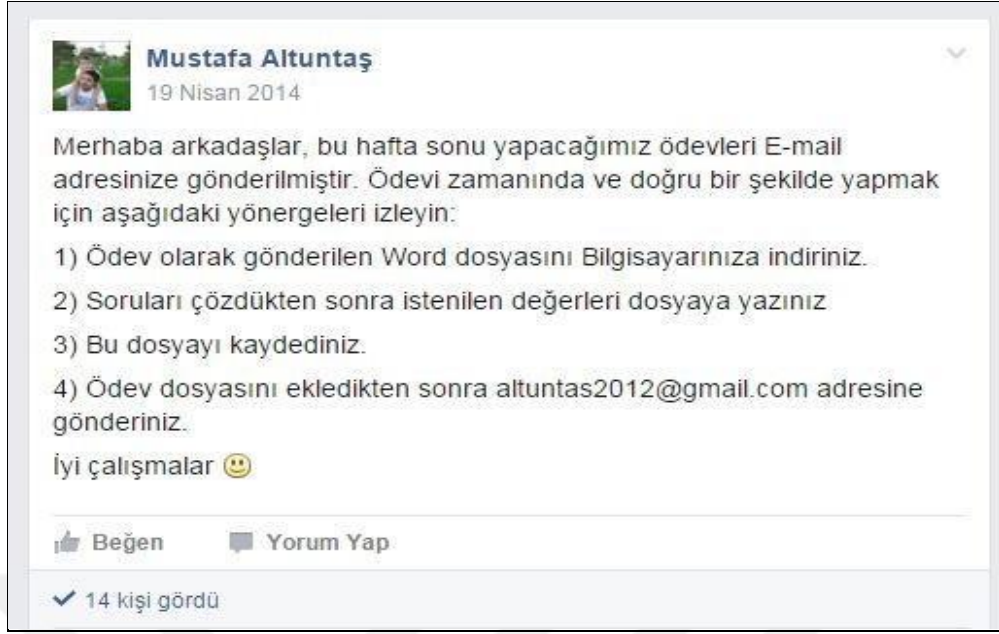 Mustafa Altuntaş
19 Nisan 2014
Merhaba arkadaşlar, bu hafta sonu yapacağımız ödevleri E-mail
adresinize gönderilmiştir. Ödevi zamanında ve doğru bir şekilde yapmak
için aşağıdaki yönergeleri izleyin:
1) Ödev olarak gönderilen Word dosyasını Bilgisayarınıza indiriniz.
2) Soruları çözdükten sonra istenilen değerleri dosyaya yazınız
3) Bu dosyayı kaydediniz.
4) Ödev dosyasını ekledikten sonra altuntas2012@gmail.com adresine
gönderiniz.
İyi çalışmalar
Beğen Yorum Yap
14 kişi gördü